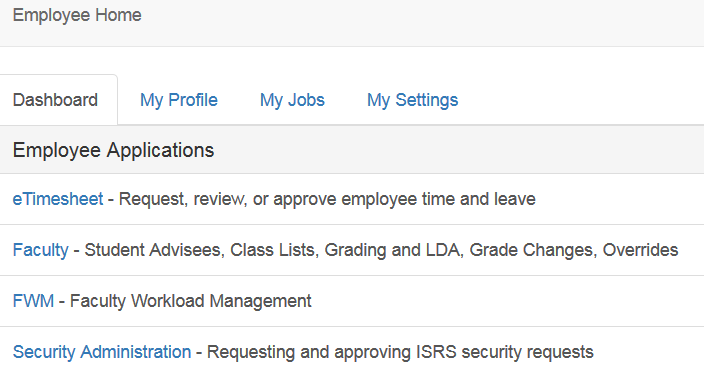 Employee Home
Dashboard My Profile My Jobs My Settings
Employee Applications
eTimesheet - Request, review, or approve employee time and leave
Faculty - Student Advisees, Class Lists, Grading and LDA, Grade Changes, Overrides
FWM - Faculty Workload Management
Security Administration - Requesting and approving ISRS security requests